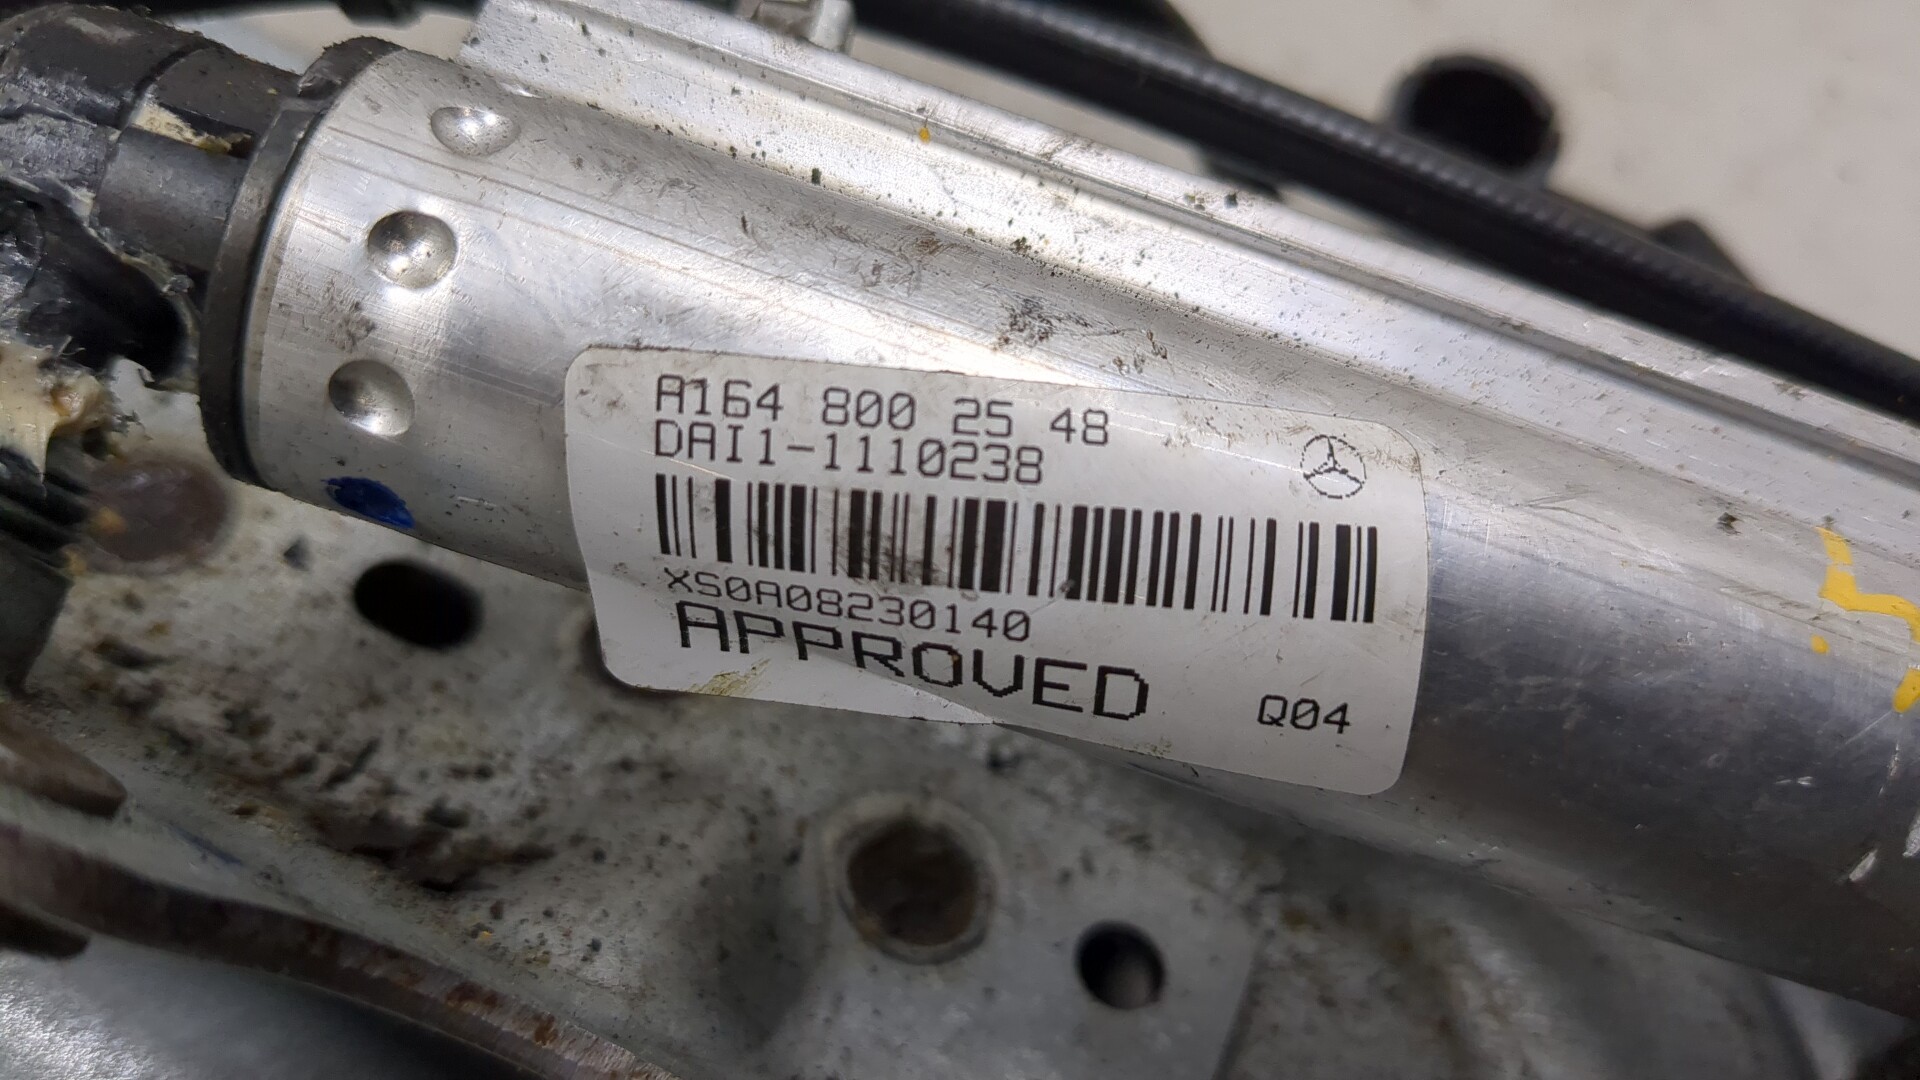 A164 800 25 48
DAI1-1110238
XS0A08230140
APPROVED
Q04